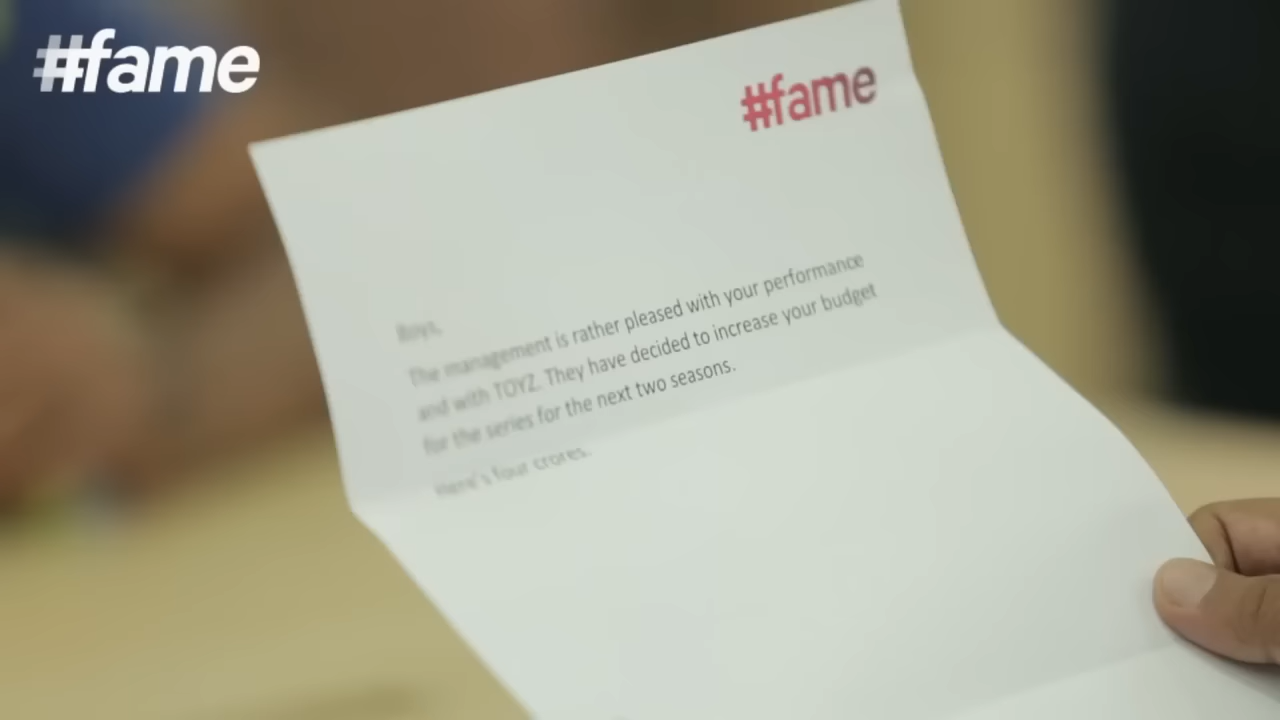 #fame
#fame
Boys,
The management is rather pleased with your performance
and with TOYZ. They have decided to increase your budget
for the series for the next two seasons.
Here's four crores.